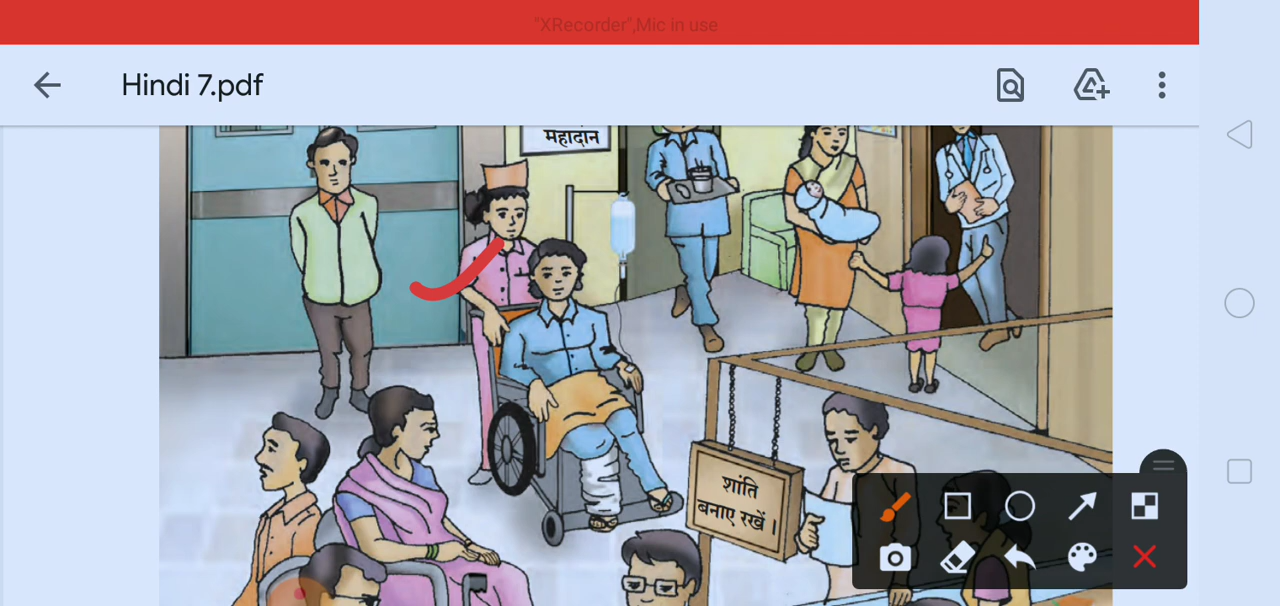 "XRecorder",Mic in use
Hindi 7.pdf
महादान
शांति
बनाए रखें ।